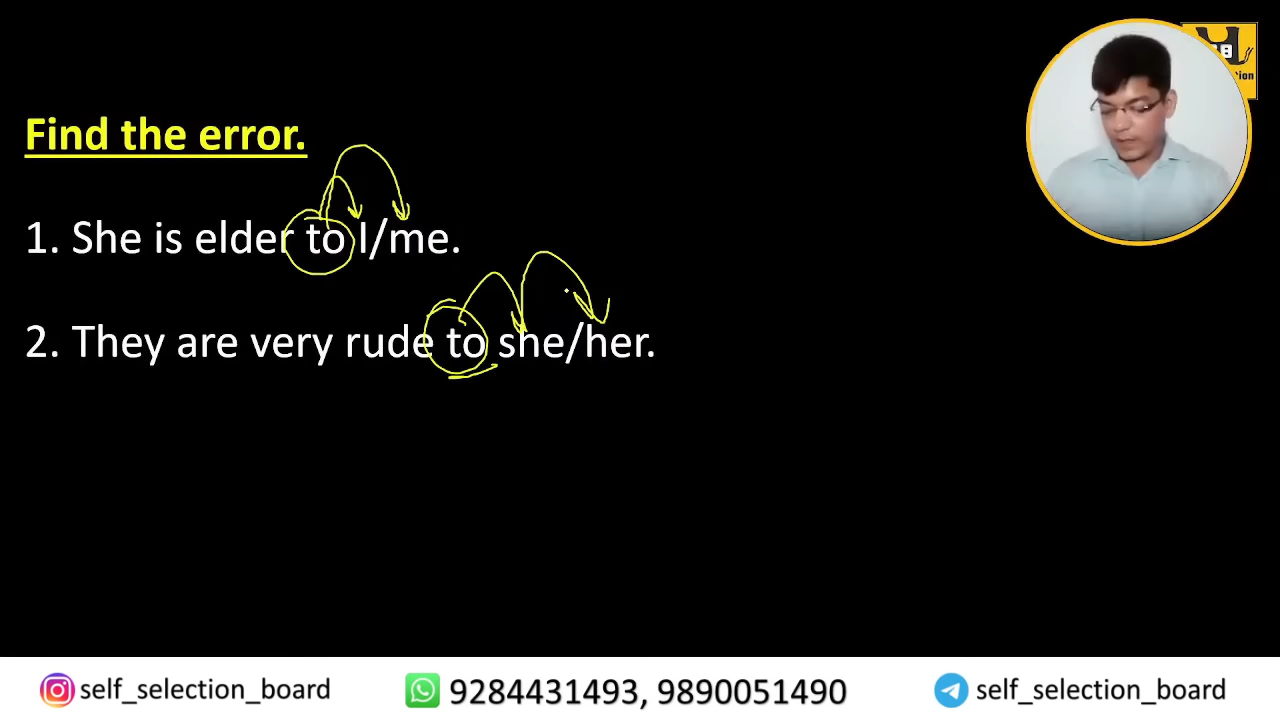 Find the error.
1. She is elder to I/me.
2. They are very rude to she/her.
self_selection_board
9284431493, 9890051490
self_selection_board